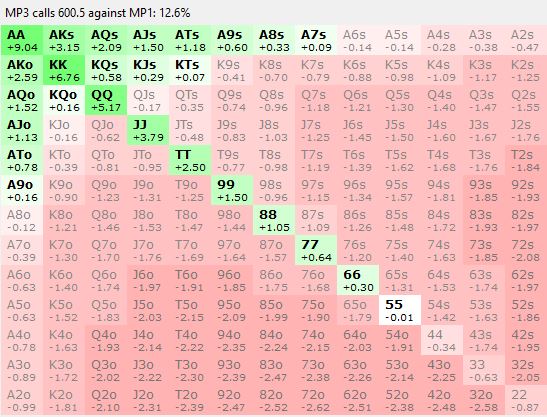 MP3 calls 600.5 against MP1: 12.6%
AA AKs AQs AJs ATs A9s A8s A7s A6s A5s A4s A3s A2s
+9.04 +3.15 +2.09 +1.50 +1.18 +0.60 +0.33 +0.09 -0.14 -0.14 -0.28 -0.38 -0.47
AKo KK KQs KJs KTs K9s K8s K7s K6s K5s K4s K3s K2s
+2.59 +6.76 +0.58 +0.29 +0.07 -0.41 -0.70 -0.79 -0.88 -0.98 -1.09 -1.17 -1.25
AQo KQo QQ QJs QTs Q9s Q8s Q7s Q6s Q5s Q4s Q3s Q2s
+1.52 +0.16 +5.17 -0.17 -0.35 -0.74 -0.96 -1.18 -1.21 -1.30 -1.40 -1.47 -1.55
AJo KJo QJo JJ JTs J9s J8s J7s J6s J5s J4s J3s J2s
+1.13 -0.16 -0.62 +3.79 -0.48 -0.83 -1.03 -1.25 -1.45 -1.50 -1.60 -1.67 -1.76
ATo KTo QTo JTo TT T9s T8s T7s T6s T5s T4s T3s T2s
+0.78 -0.39 -0.81 -0.95 +2.50 -0.77 -0.98 -1.19 -1.39 -1.62 -1.68 -1.76 -1.84
A9o K9o Q9o J9o T9o 99 98s 97s 96s 95s 94s 93s 92s
+0.16 -0.90 -1.23 -1.31 -1.25 +1.50 -0.96 -1.15 -1.34 -1.57 -1.81 -1.85 -1.93
A8o K8o Q8o J8o T8o 98o 88 87s 86s 85s 84s 83s 82s
-0.12 -1.21 -1.46 -1.53 -1.47 -1.44 +1.05 -1.09 -1.26 -1.48 -1.72 -1.93 -1.97
A7o K7o Q7o J7o T7o 97o 87o 77 76s 75s 74s 73s 72s
-0.39 -1.30 -1.70 -1.76 -1.69 -1.64 -1.57 +0.64 -1.20 -1.40 -1.63 -1.85 -2.08
A6o K6o Q6o J6o T6o 96o 86o 76o 66 65s 64s 63s 62s
-0.63 -1.40 -1.74 -1.97 -1.91 -1.85 -1.75 -1.68 +0.30 -1.31 -1.53 -1.74 -1.97
A5o K5o Q5o J5o T5o 95o 85o 75o 65o 55 54s 53s 52s
-0.63 -1.52 -1.83 -2.03 -2.15 -2.09 -1.99 -1.90 -1.79 -0.01 -1.42 -1.63 -1.86
A4o K4o Q4o J4o T4o 94o 84o 74o 64o 54o 44 43s 42s
-0.78 -1.63 -1.93 -2.14 -2.22 -2.35 -2.24 -2.15 -2.03 -1.91 -0.34 -1.74 -1.95
A3o K3o Q3o J3o T3o 93o 83o 73o 63o 53o 43o 33 32s
-0.89 -1.72 -2.02 -2.22 -2.30 -2.39 -2.47 -2.38 -2.26 -2.14 -2.25 -0.63 -2.05
A2o K2o Q2o J2o T2o 92o 82o 72o 62o 52o 42o 32o 22
-0.99 -1.81 -2.10 -2.31 -2.39 -2.47 -2.52 -2.62 -2.51 -2.38 -2.48 -2.58 -0.87